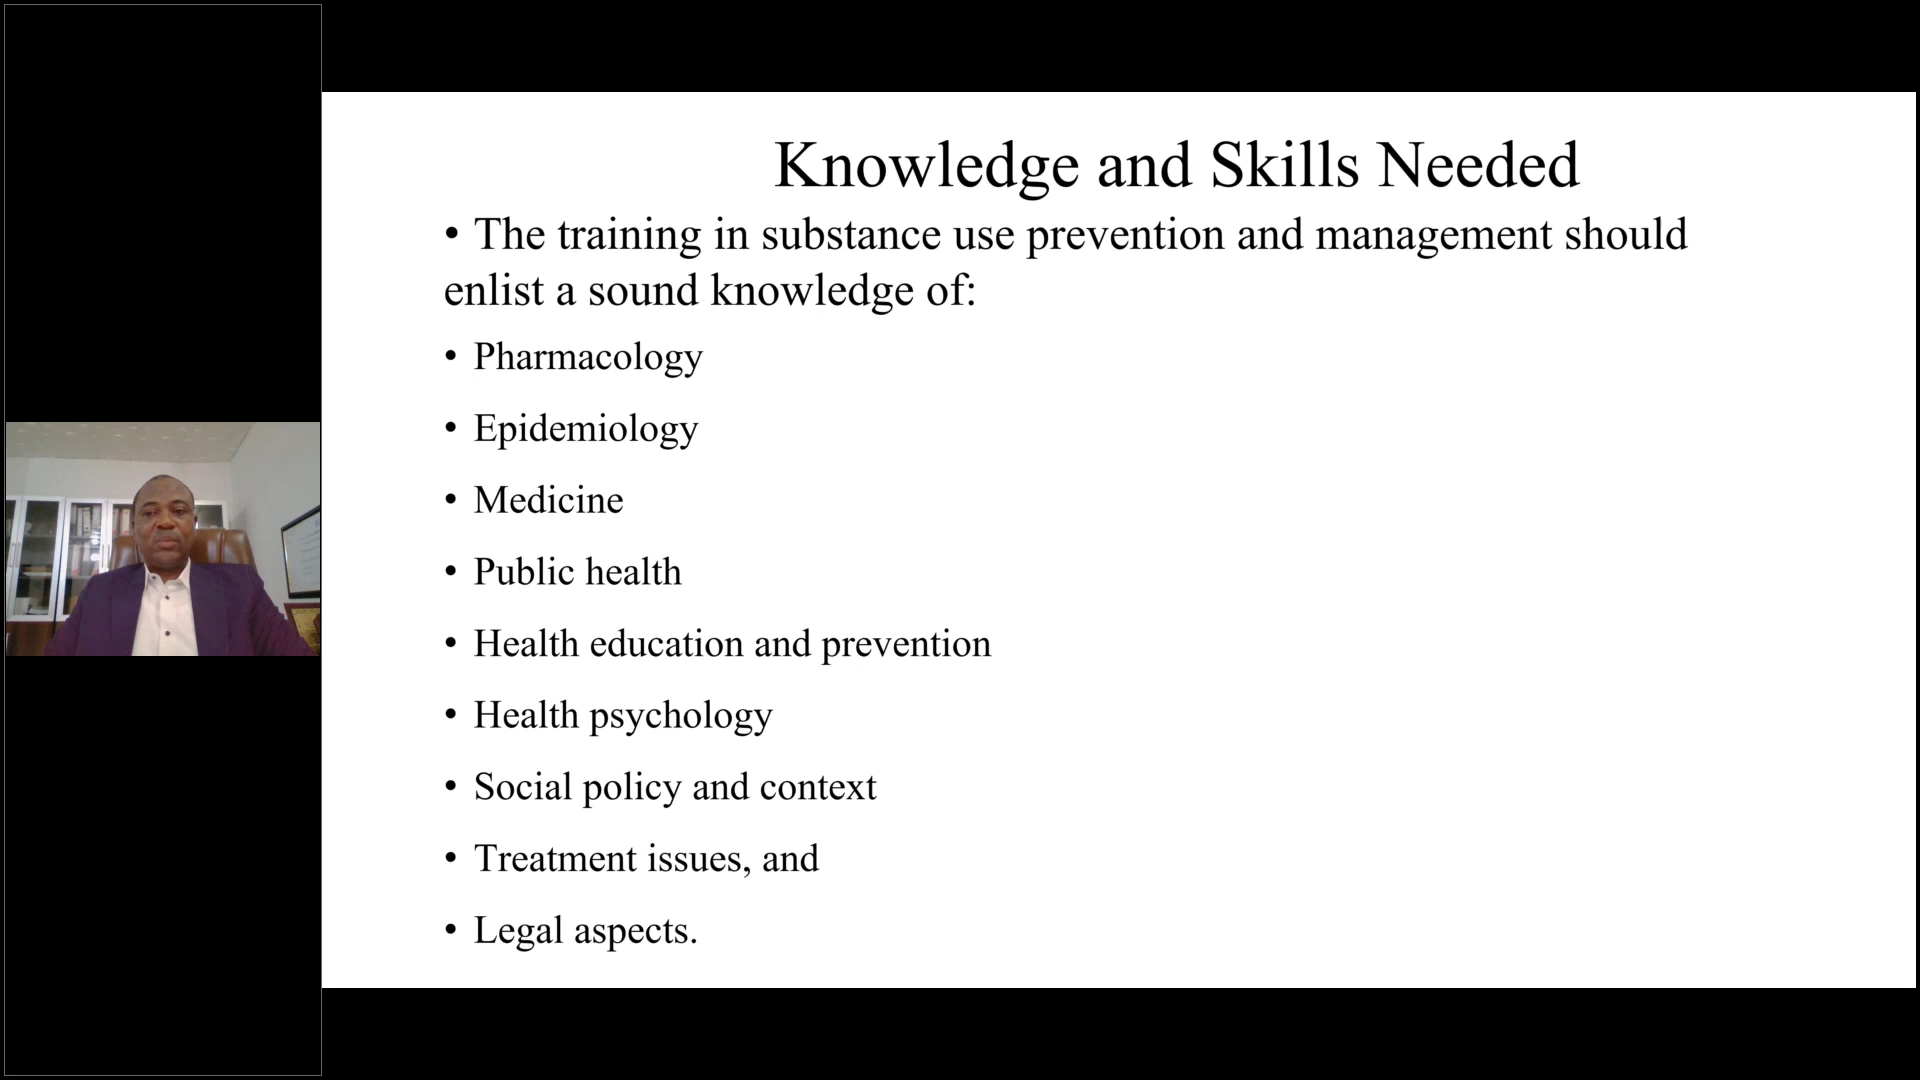 Knowledge and Skills Needed
• The training in substance use prevention and management should
enlist a sound knowledge of:
• Pharmacology
• Epidemiology
• Medicine
• Public health
• Health education and prevention
• Health psychology
• Social policy and context
• Treatment issues, and
• Legal aspects.